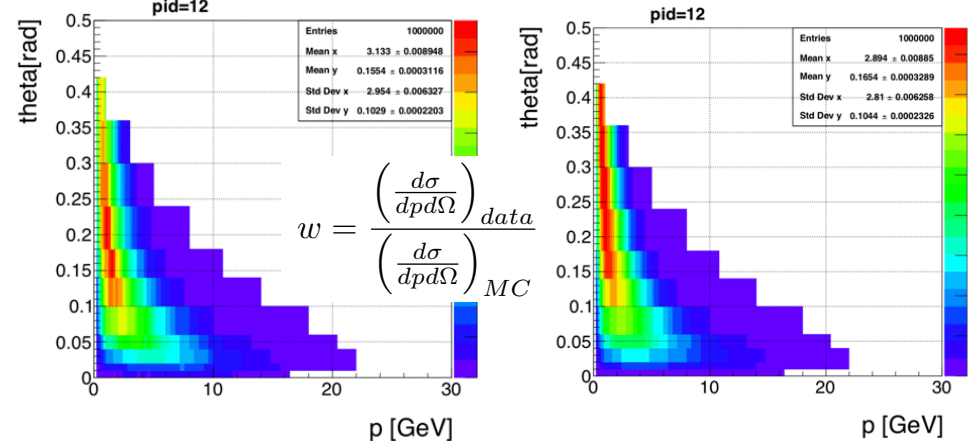 pid=12
theta[rad]
0.5
0.45
0.4
0.35
0.3
0.25
0.2
0.15
0.1
0.05
0
0 10 20 30
p [GeV]
Entries 1000000
Mean x 3.133 ± 0.008948
Mean y 0.1554 ± 0.0003116
Std Dev x 2.954 ± 0.006327
Std Dev y 0.1029 ± 0.0002203
w = (dσ/dpdΩ)data / (dσ/dpdΩ)MC
pid=12
theta[rad]
0.5
0.45
0.4
0.35
0.3
0.25
0.2
0.15
0.1
0.05
0
0 10 20 30
p [GeV]
Entries 1000000
Mean x 2.894 ± 0.00885
Mean y 0.1654 ± 0.0003289
Std Dev x 2.81 ± 0.006258
Std Dev y 0.1044 ± 0.0002326